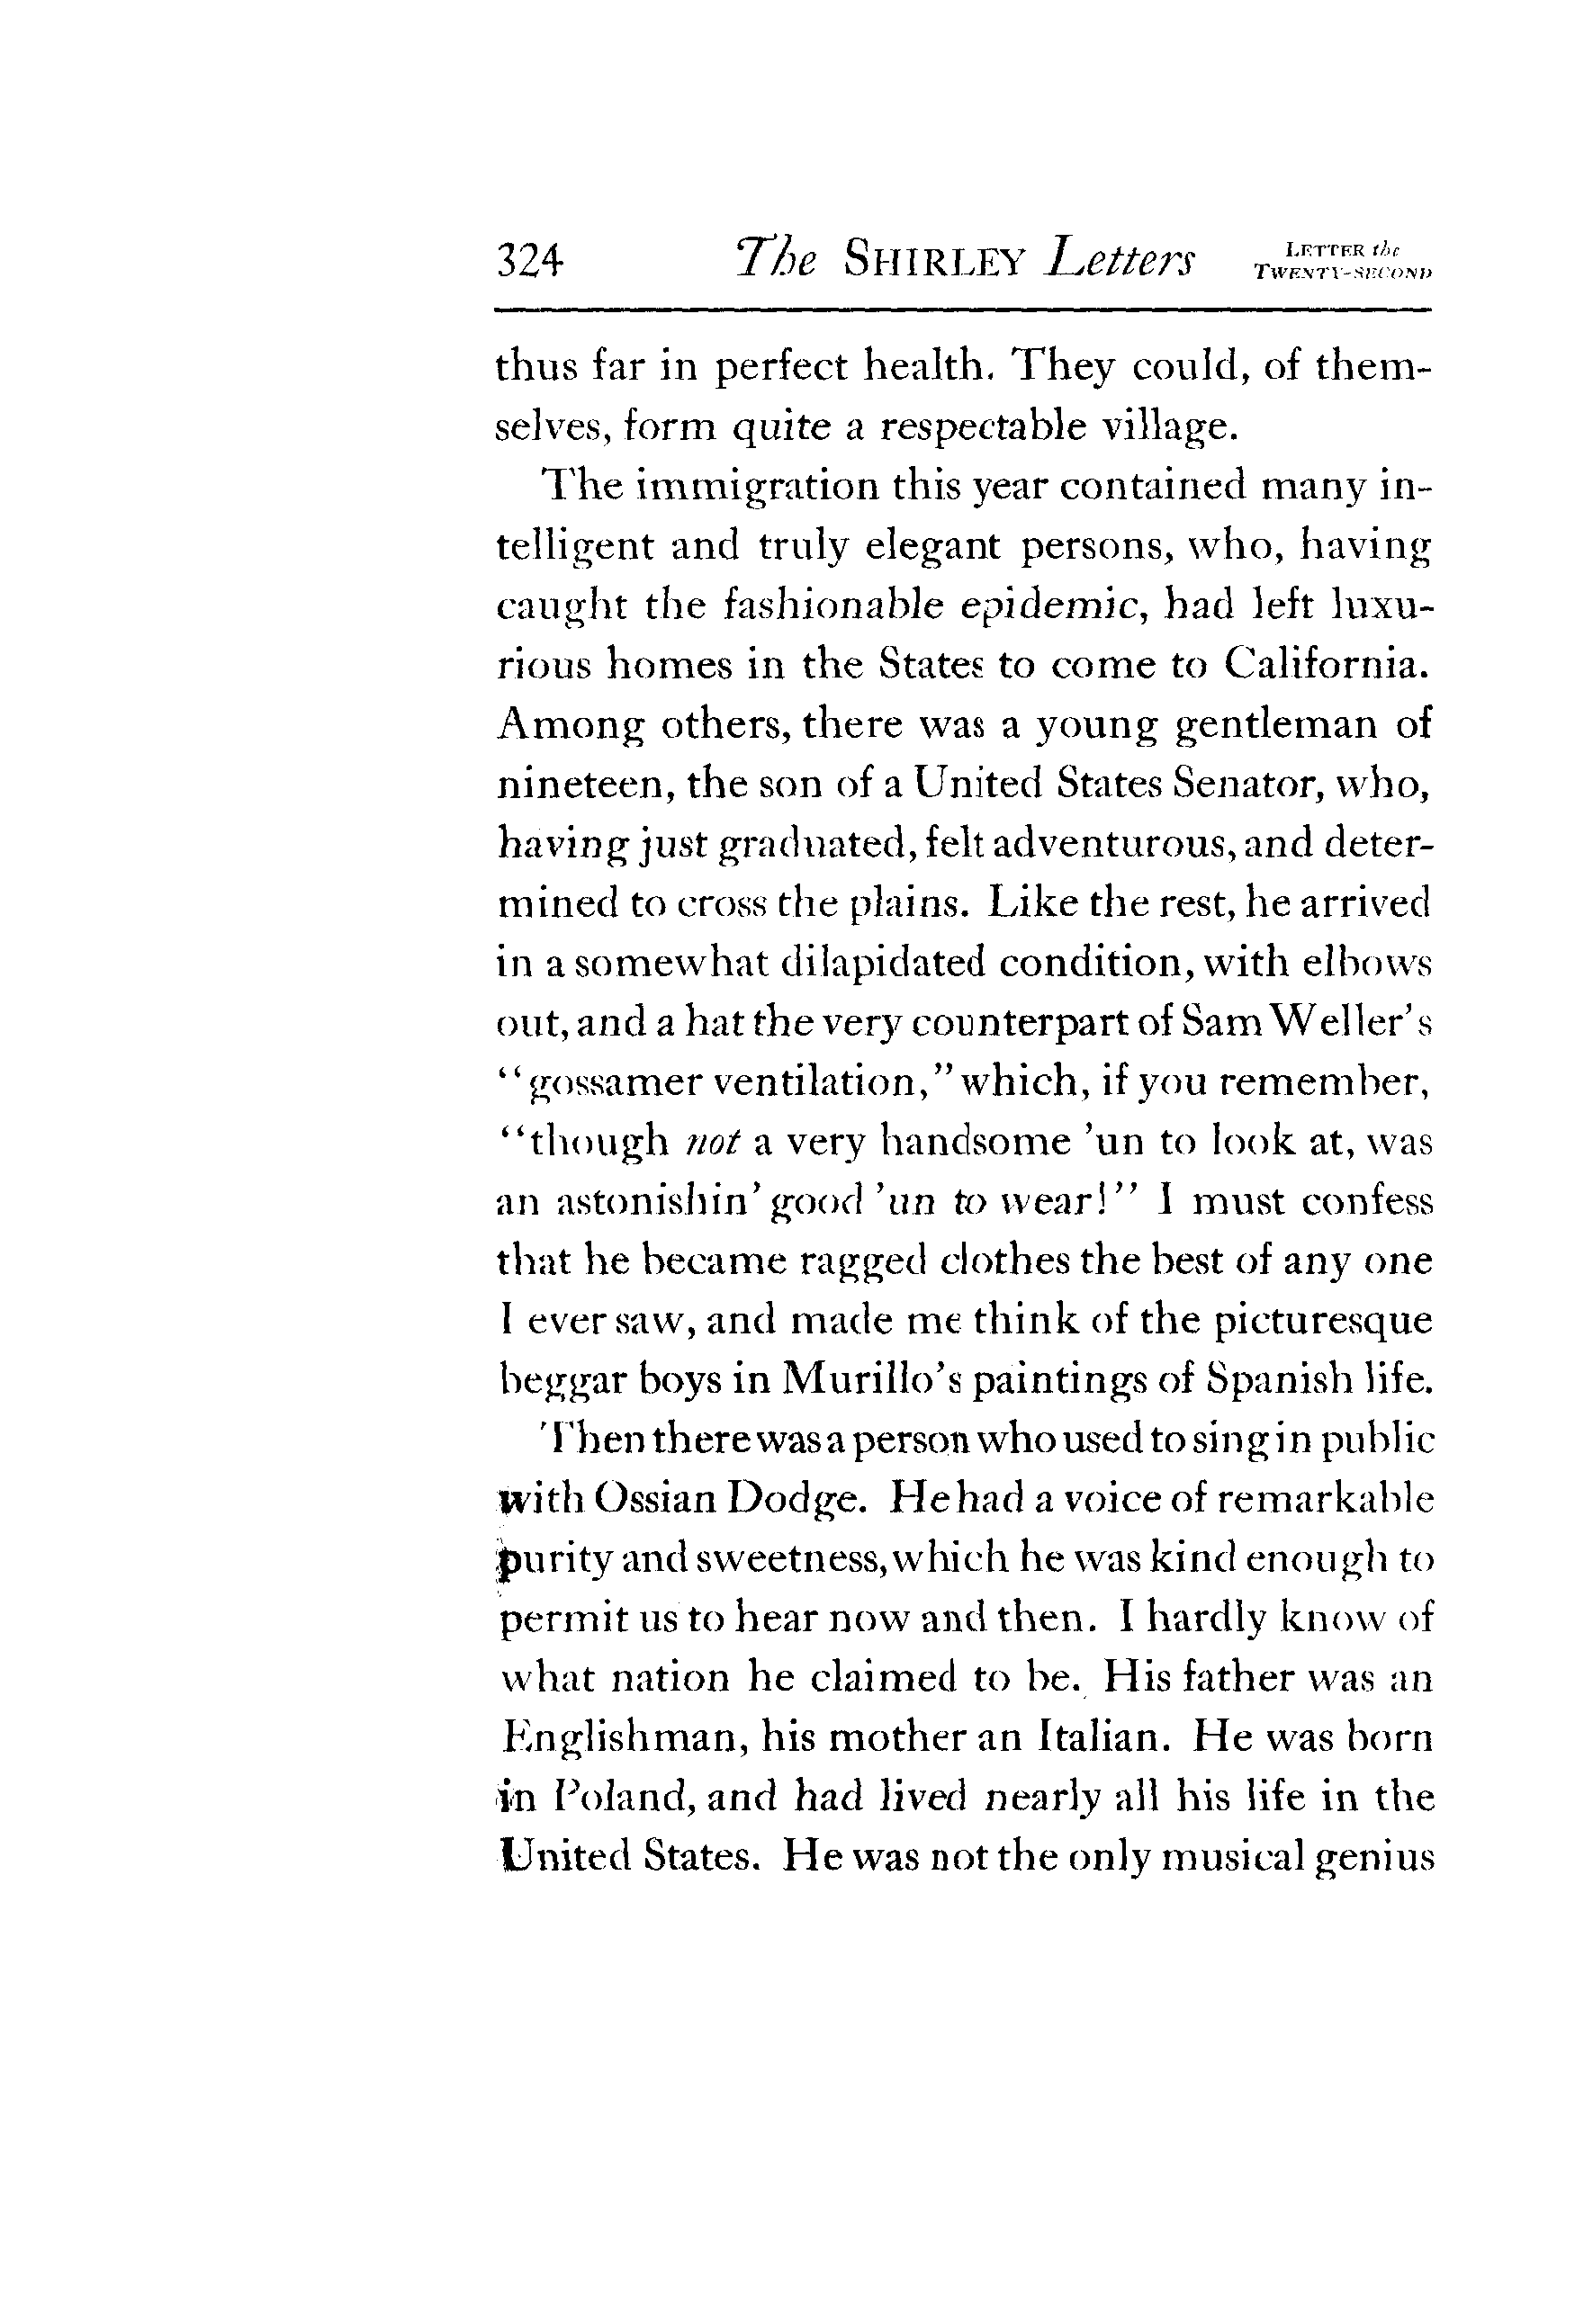 324 The SHIRLEY Letters LETTER the TWENTY-SECOND
thus far in perfect health. They could, of them-
selves, form quite a respectable village.
The immigration this year contained many in-
telligent and truly elegant persons, who, having
caught the fashionable epidemic, had left luxu-
rious homes in the States to come to California.
Among others, there was a young gentleman of
nineteen, the son of a United States Senator, who,
having just graduated, felt adventurous, and deter-
mined to cross the plains. Like the rest, he arrived
in a somewhat dilapidated condition, with elbows
out, and a hat the very counterpart of Sam Weller's
"gossamer ventilation," which, if you remember,
"though not a very handsome 'un to look at, was
an astonishin' good 'un to wear!" I must confess
that he became ragged clothes the best of any one
I ever saw, and made me think of the picturesque
beggar boys in Murillo's paintings of Spanish life.
Then there was a person who used to sing in public
with Ossian Dodge. He had a voice of remarkable
purity and sweetness, which he was kind enough to
permit us to hear now and then. I hardly know of
what nation he claimed to be. His father was an
Englishman, his mother an Italian. He was born
in Poland, and had lived nearly all his life in the
United States. He was not the only musical genius